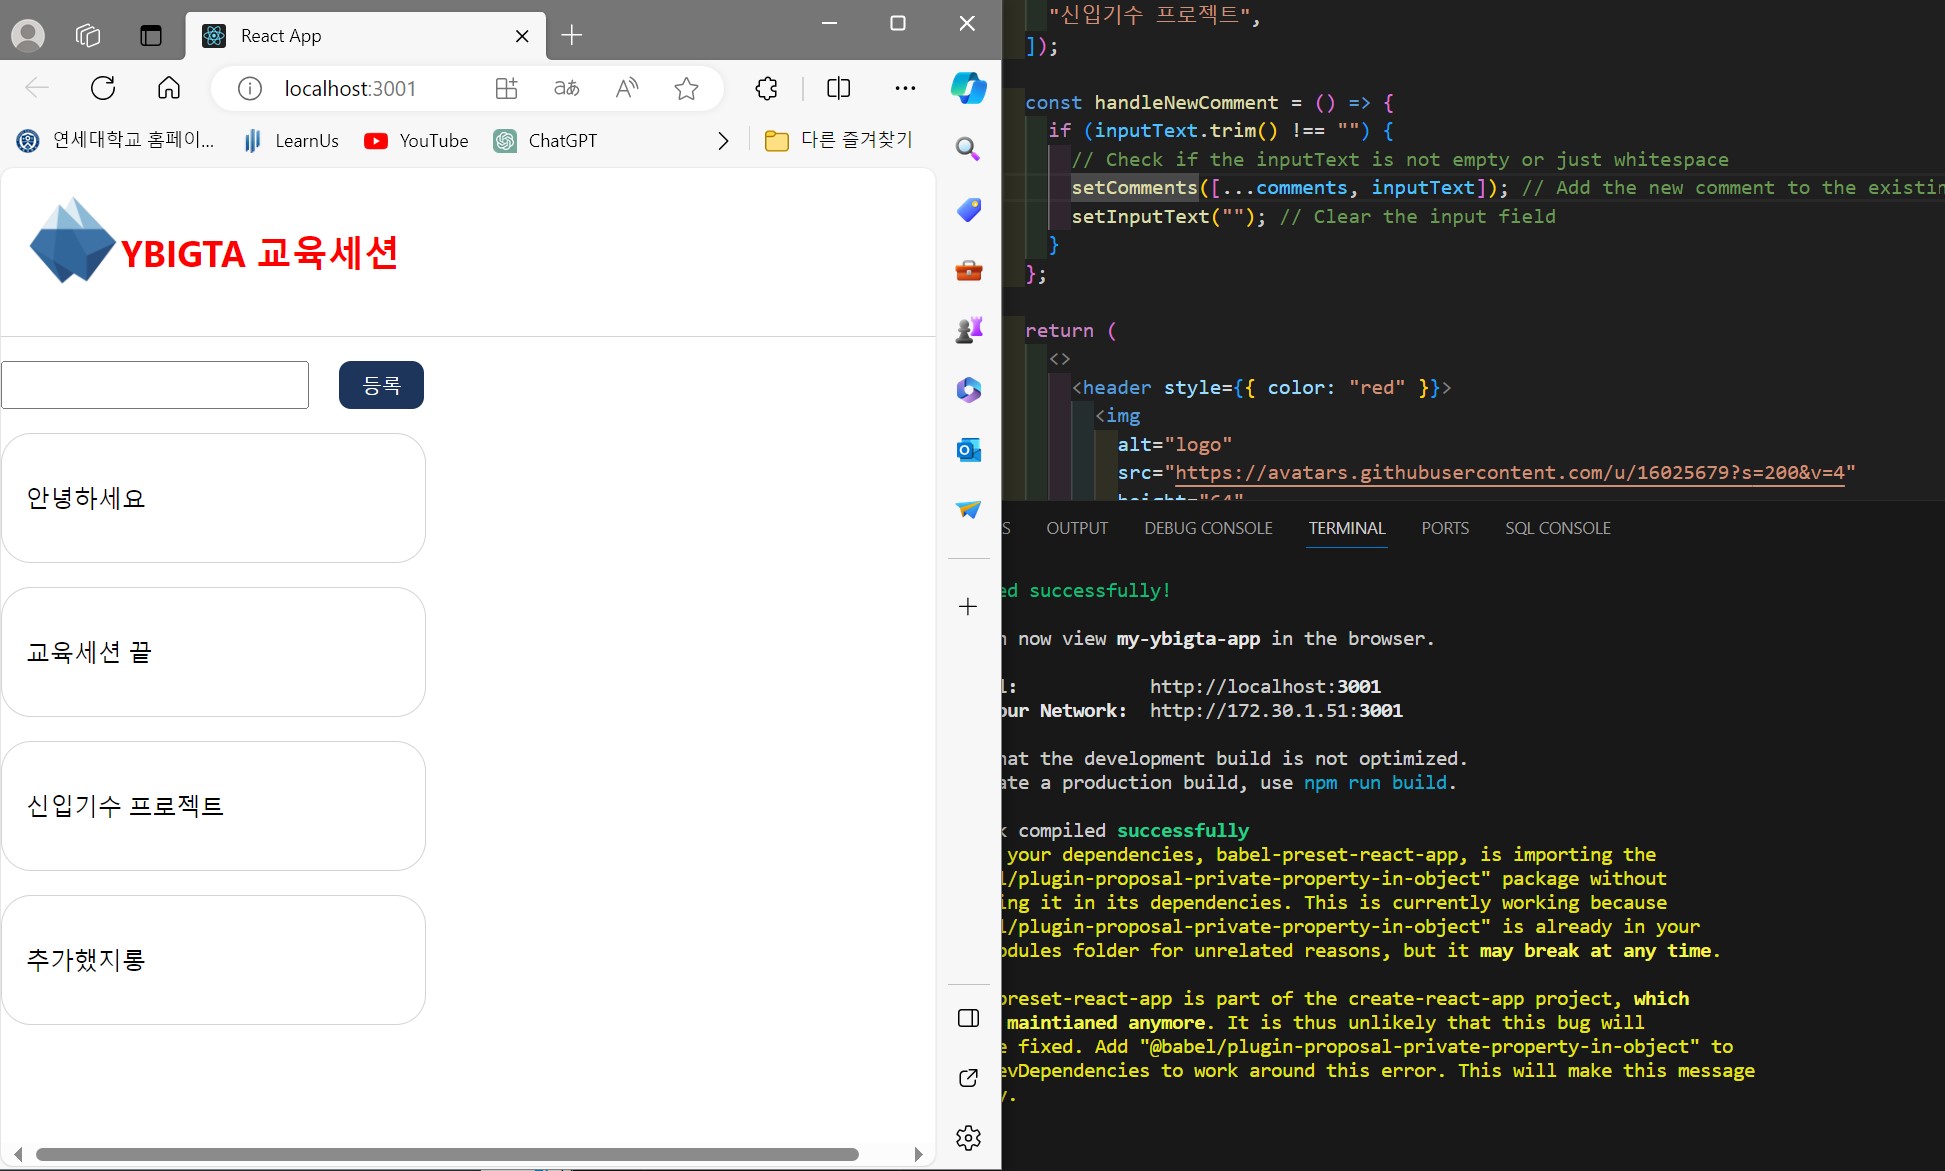 React App
localhost:3001
연세대학교 홈페이... LearnUs YouTube ChatGPT 다른 즐겨찾기
YBIGTA 교육세션
등록
안녕하세요
교육세션 끝
신입기수 프로젝트
추가했지롱
"신입기수 프로젝트",
]);
const handleNewComment = () => {
if (inputText.trim() !== "") {
// Check if the inputText is not empty or just whitespace
setComments([...comments, inputText]); // Add the new comment to the existin
setInputText(""); // Clear the input field
}
};
return (
<>
<header style={{ color: "red" }}>
<img
alt="logo"
src="https://avatars.githubusercontent.com/u/16025679?s=200&v=4"
height="64"
S OUTPUT DEBUG CONSOLE TERMINAL PORTS SQL CONSOLE
ed successfully!
n now view my-ybigta-app in the browser.
l: http://localhost:3001
our Network: http://172.30.1.51:3001
hat the development build is not optimized.
ate a production build, use npm run build.
k compiled successfully
your dependencies, babel-preset-react-app, is importing the
l/plugin-proposal-private-property-in-object" package without
ing it in its dependencies. This is currently working because
l/plugin-proposal-private-property-in-object" is already in your
odules folder for unrelated reasons, but it may break at any time.
preset-react-app is part of the create-react-app project, which
maintianed anymore. It is thus unlikely that this bug will
e fixed. Add "@babel/plugin-proposal-private-property-in-object" to
evDependencies to work around this error. This will make this message
y.